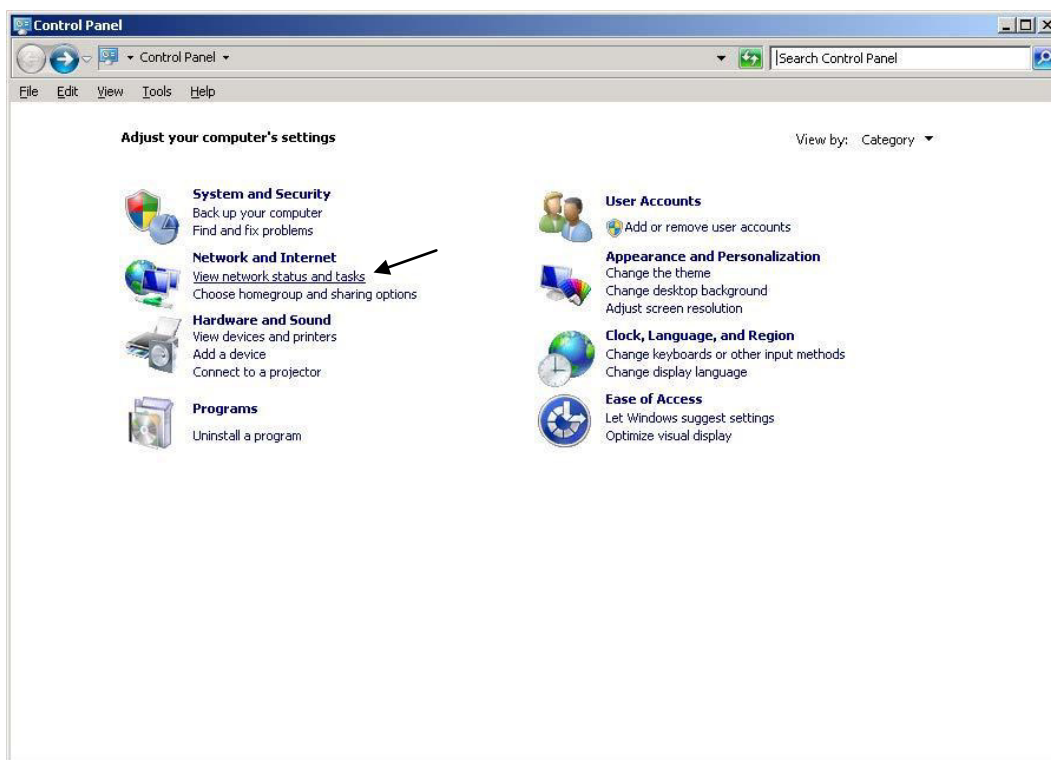 Control Panel
Control Panel
Search Control Panel
File Edit View Tools Help
Adjust your computer's settings
View by: Category
System and Security
Back up your computer
Find and fix problems
Network and Internet
View network status and tasks
Choose homegroup and sharing options
Hardware and Sound
View devices and printers
Add a device
Connect to a projector
Programs
Uninstall a program
User Accounts
Add or remove user accounts
Appearance and Personalization
Change the theme
Change desktop background
Adjust screen resolution
Clock, Language, and Region
Change keyboards or other input methods
Change display language
Ease of Access
Let Windows suggest settings
Optimize visual display